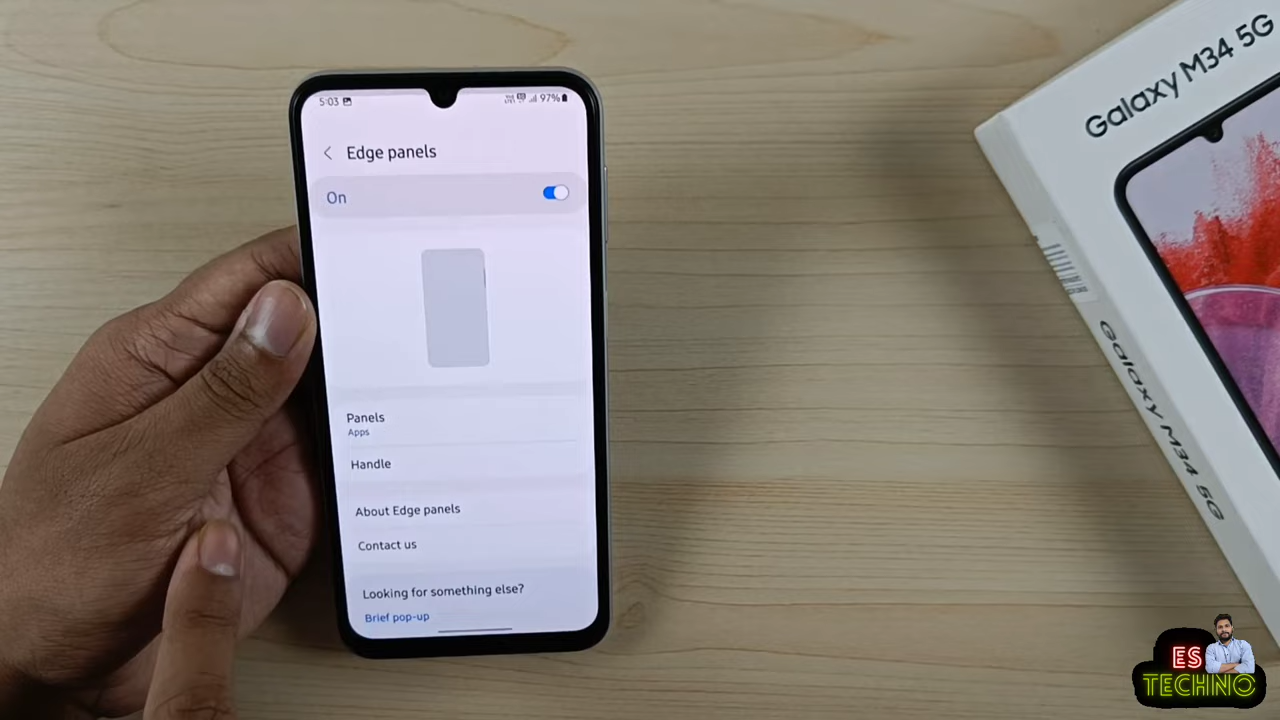 5:03
97%
Edge panels
On
Panels
Apps
Handle
About Edge panels
Contact us
Looking for something else?
Brief pop-up
Galaxy M34 5G
Galaxy M34 5G
ES
TECHNO